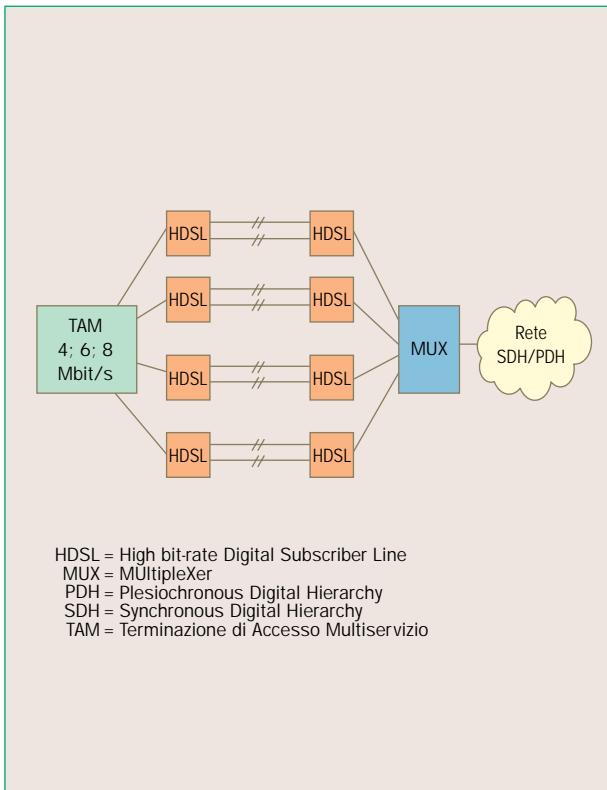 HDSL HDSL
HDSL HDSL
TAM
4; 6; 8
Mbit/s
MUX
Rete
SDH/PDH
HDSL HDSL
HDSL HDSL
HDSL = High bit-rate Digital Subscriber Line
MUX = MUltipleXer
PDH = Plesiochronous Digital Hierarchy
SDH = Synchronous Digital Hierarchy
TAM = Terminazione di Accesso Multiservizio